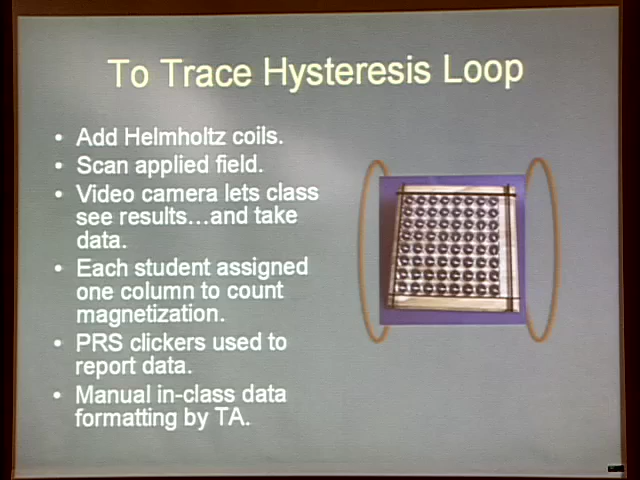 To Trace Hysteresis Loop
• Add Helmholtz coils.
• Scan applied field.
• Video camera lets class
see results...and take
data.
• Each student assigned
one column to count
magnetization.
• PRS clickers used to
report data.
• Manual in-class data
formatting by TA.